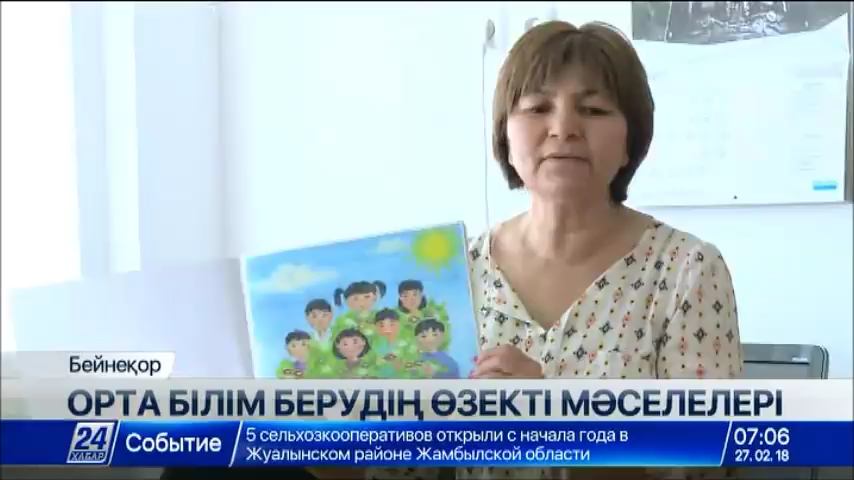 Бейнеқор
ОРТА БІЛІМ БЕРУДІҢ ӨЗЕКТІ МӘСЕЛЕЛЕРІ
24
ХАБАР
Событие
5 сельхозкооперативов открыли с начала года в
Жуалынском районе Жамбылской области
07:06
27.02.18